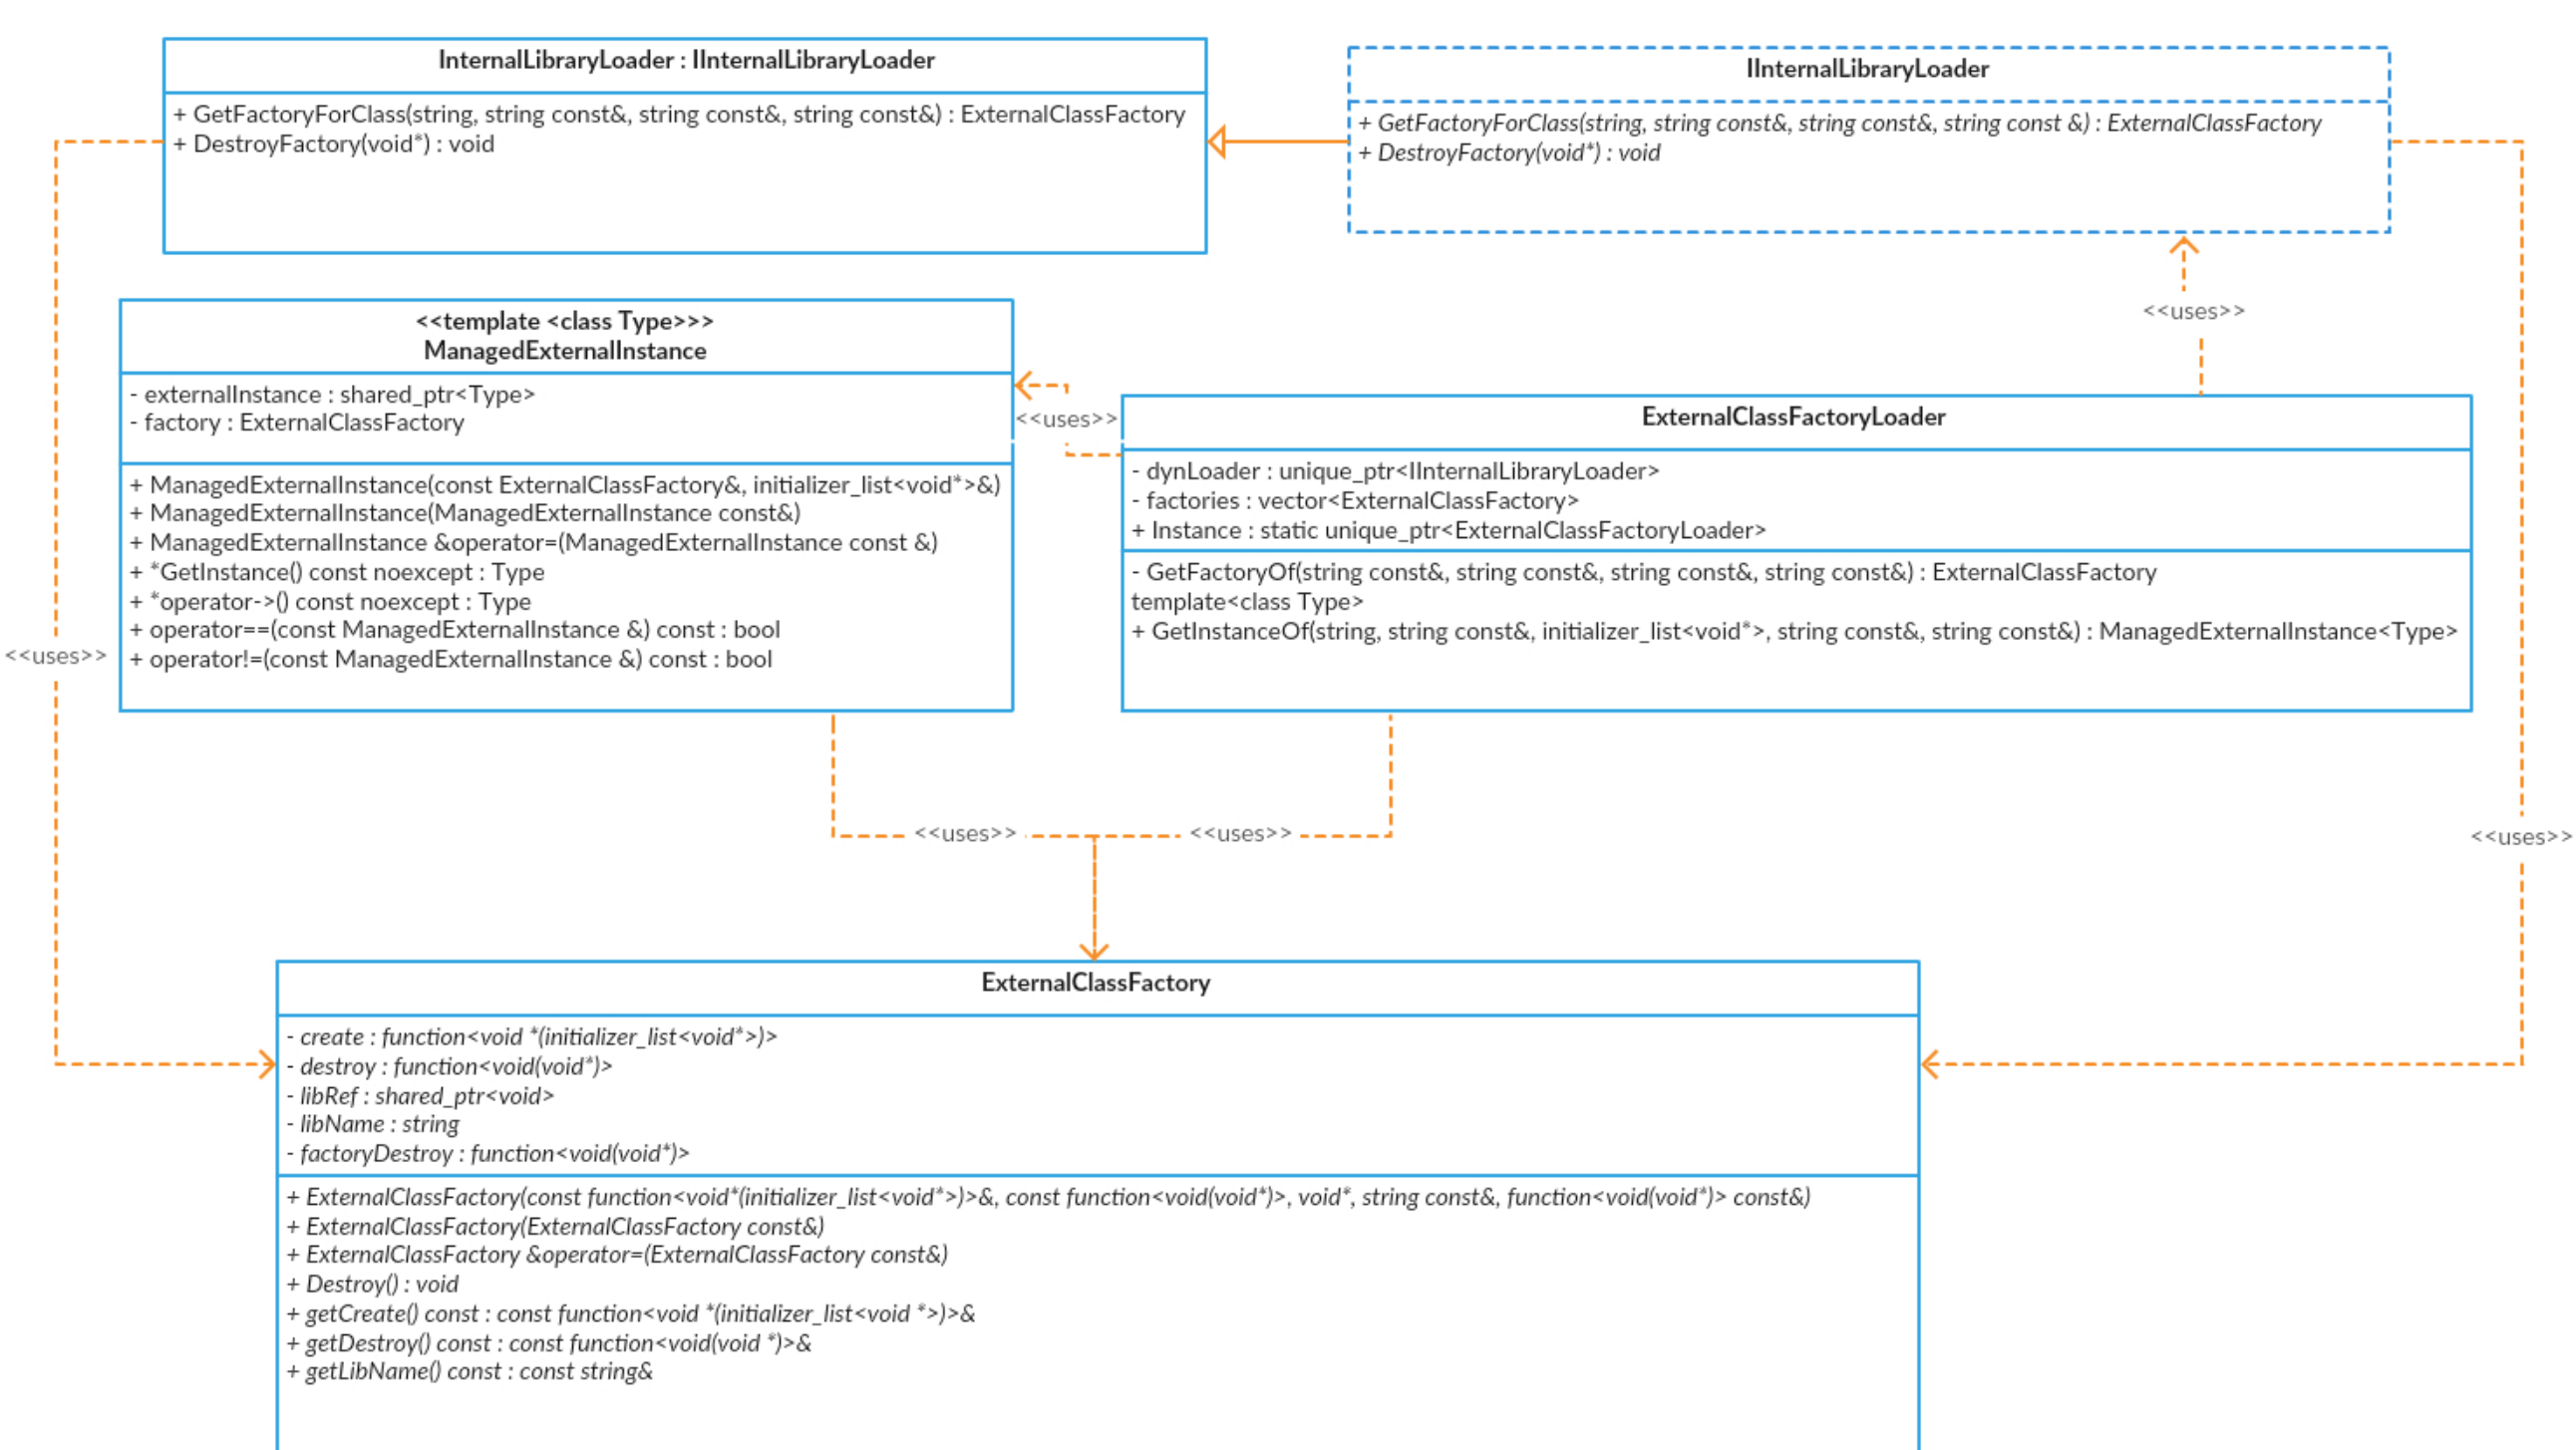 InternalLibraryLoader : IInternalLibraryLoader
+ GetFactoryForClass(string, string const&, string const&, string const&) : ExternalClassFactory
+ DestroyFactory(void*) : void
IInternalLibraryLoader
+ GetFactoryForClass(string, string const&, string const&, string const &) : ExternalClassFactory
+ DestroyFactory(void*) : void
<<uses>>
<<template <class Type>>>
ManagedExternalInstance
- externalInstance : shared_ptr<Type>
- factory : ExternalClassFactory
+ ManagedExternalInstance(const ExternalClassFactory&, initializer_list<void*>&)
+ ManagedExternalInstance(ManagedExternalInstance const&)
+ ManagedExternalInstance &operator=(ManagedExternalInstance const &)
+ *GetInstance() const noexcept : Type
+ *operator->() const noexcept : Type
+ operator==(const ManagedExternalInstance &) const : bool
+ operator!=(const ManagedExternalInstance &) const : bool
<<uses>>
ExternalClassFactoryLoader
- dynLoader : unique_ptr<IInternalLibraryLoader>
- factories : vector<ExternalClassFactory>
+ Instance : static unique_ptr<ExternalClassFactoryLoader>
- GetFactoryOf(string const&, string const&, string const&, string const&) : ExternalClassFactory
template<class Type>
+ GetInstanceOf(string, string const&, initializer_list<void*>, string const&, string const&) : ManagedExternalInstance<Type>
<<uses>>
<<uses>>
<<uses>>
<<uses>>
ExternalClassFactory
- create : function<void *(initializer_list<void*>)>
- destroy : function<void(void*)>
- libRef : shared_ptr<void>
- libName : string
- factoryDestroy : function<void(void*)>
+ ExternalClassFactory(const function<void*(initializer_list<void*>)>&, const function<void(void*)>, void*, string const&, function<void(void*)> const&)
+ ExternalClassFactory(ExternalClassFactory const&)
+ ExternalClassFactory &operator=(ExternalClassFactory const&)
+ Destroy() : void
+ getCreate() const : const function<void *(initializer_list<void *>)>&
+ getDestroy() const : const function<void(void *)>&
+ getLibName() const : const string&